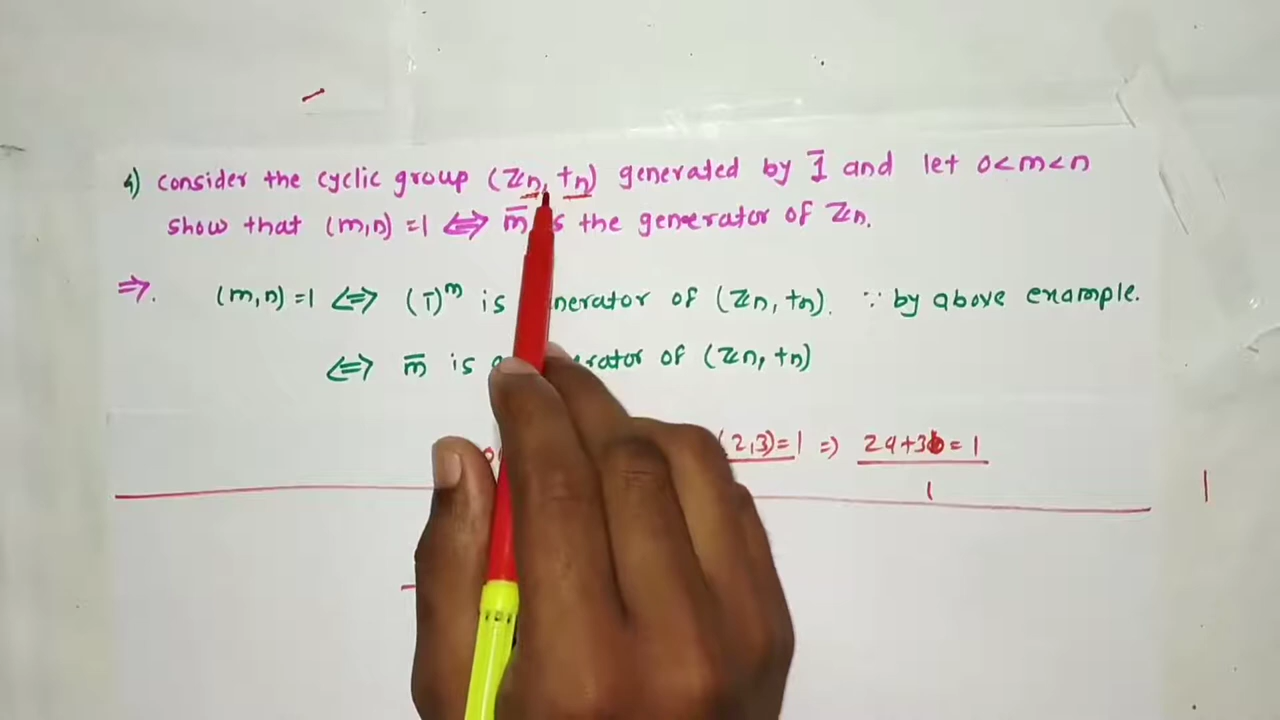 4) consider the cyclic group (Zn, +n) generated by 1̄ and let 0<m<n
show that (m,n) =1 ⇔ m̄ is the generator of Zn.
⇒. (m,n) =1 ⇔ (1̄)^m is generator of (Zn, +n). ∵ by above example.
⇔ m̄ is generator of (Zn, +n)
(2,3)=1 ⇒ 2a+3b = 1
1